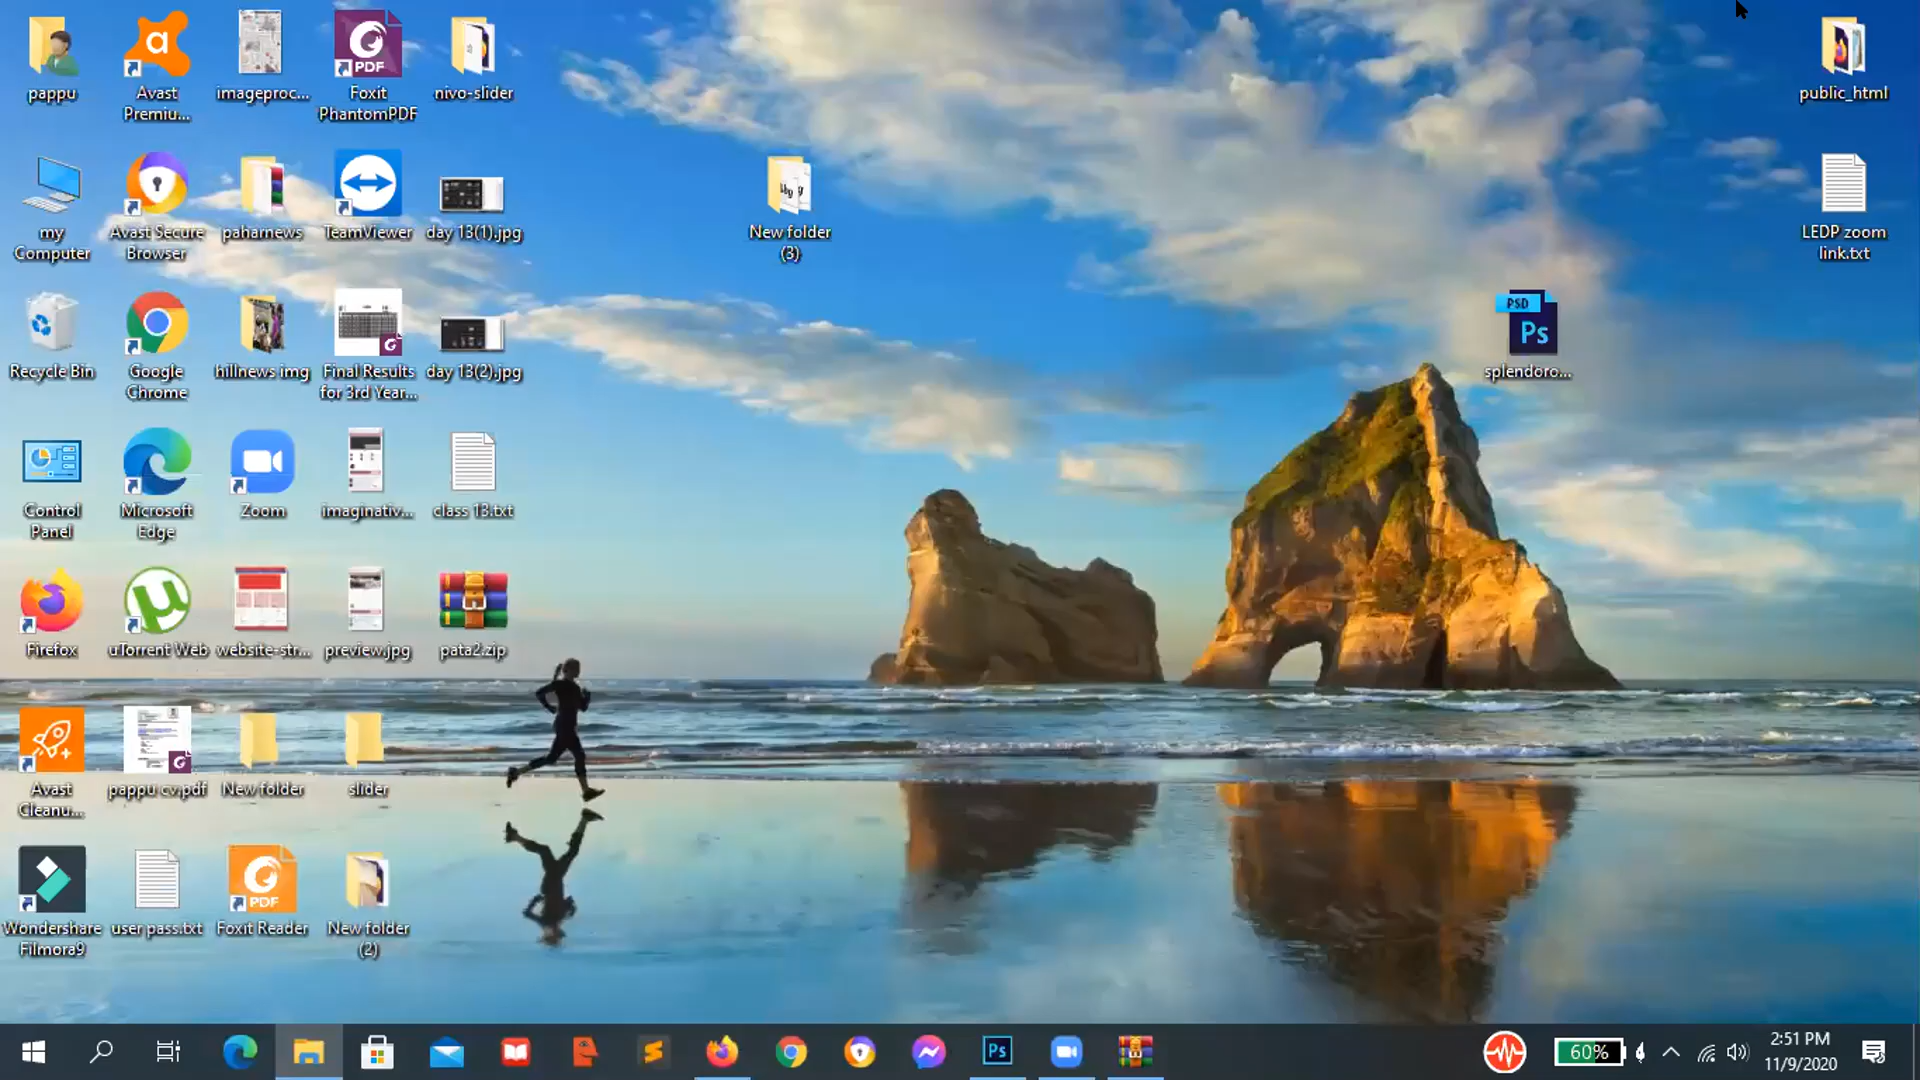 pappu
Avast
Premiu...
imageproc...
PDF
Foxit
PhantomPDF
nivo-slider
public_html
my
Computer
Avast Secure
Browser
paharnews
TeamViewer
day 13(1).jpg
New folder
(3)
LEDP zoom
link.txt
Recycle Bin
Google
Chrome
hillnews img
Final Results
for 3rd Year...
day 13(2).jpg
PSD
Ps
splendoro...
Control
Panel
Microsoft
Edge
Zoom
imaginativ...
class 13.txt
Firefox
uTorrent Web
website-str...
preview.jpg
pata2.zip
Avast
Cleanu...
pappu cv.pdf
New folder
slider
Wondershare
Filmora9
user pass.txt
PDF
Foxit Reader
New folder
(2)
Ps
60%
2:51 PM
11/9/2020